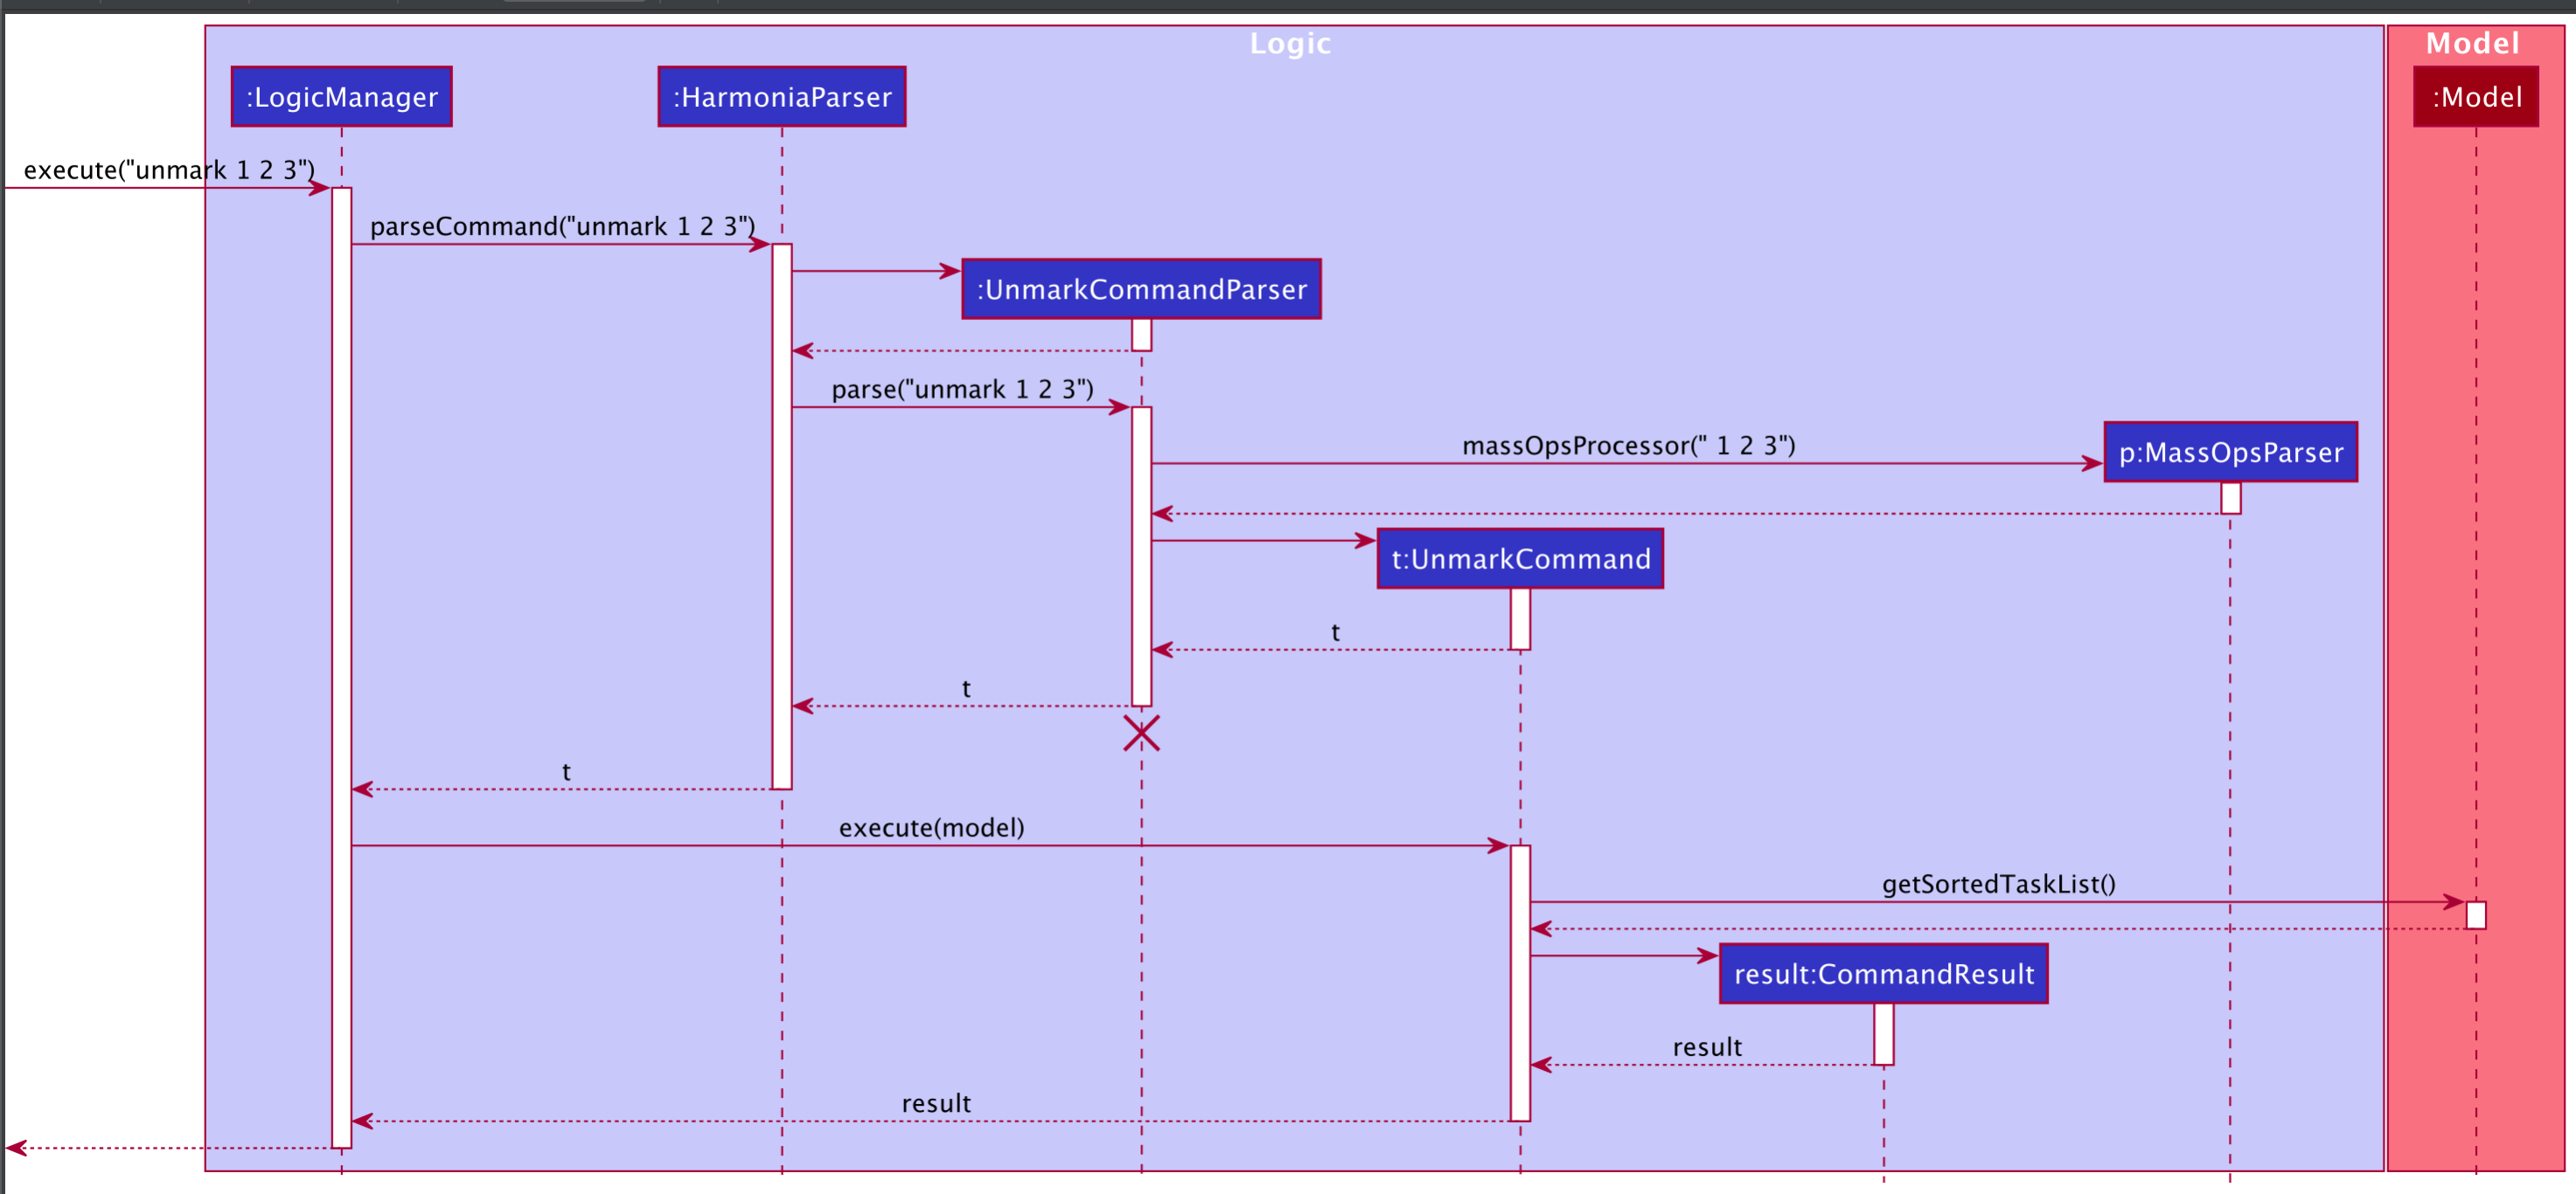 Logic
Model
:LogicManager
:HarmoniaParser
:Model
execute("unmark 1 2 3")
parseCommand("unmark 1 2 3")
:UnmarkCommandParser
parse("unmark 1 2 3")
massOpsProcessor(" 1 2 3")
p:MassOpsParser
t:UnmarkCommand
t
t
t
execute(model)
getSortedTaskList()
result:CommandResult
result
result